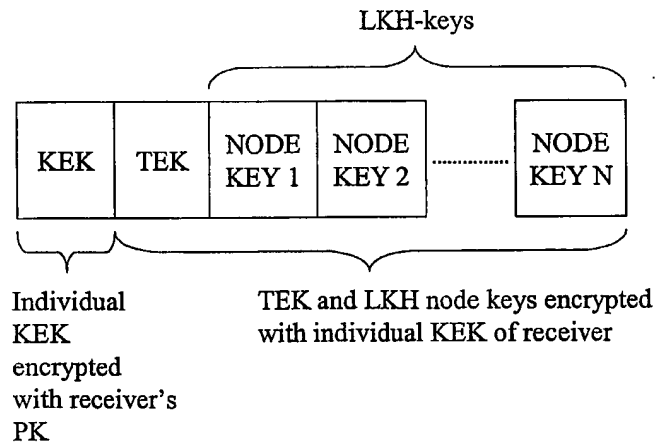 LKH-keys
KEK
TEK
NODE
KEY 1
NODE
KEY 2
NODE
KEY N
Individual
KEK
encrypted
with receiver's
PK
TEK and LKH node keys encrypted
with individual KEK of receiver